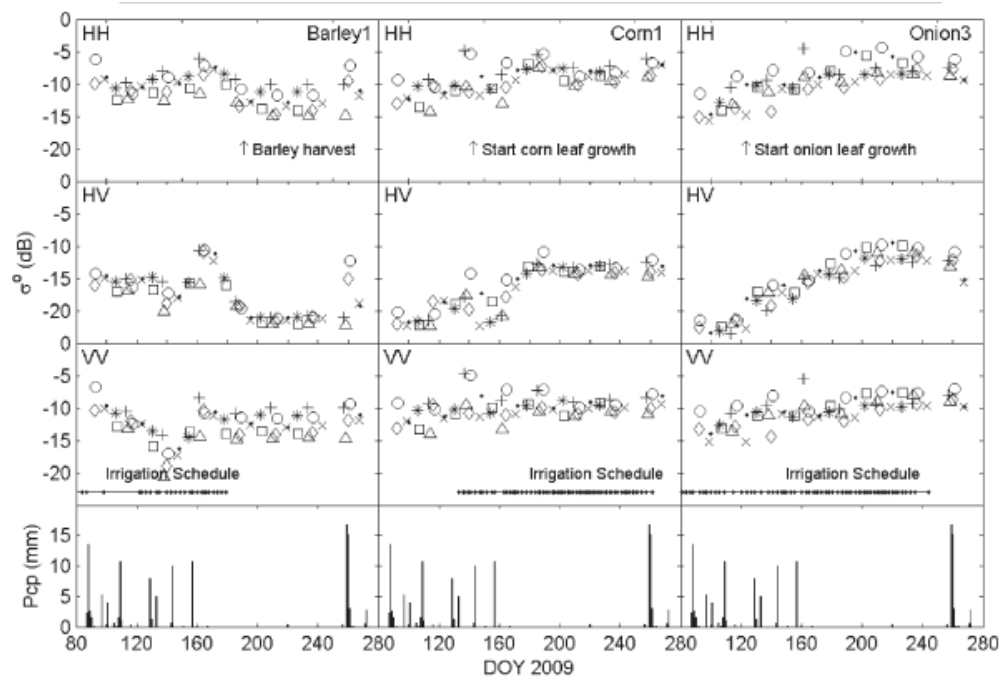 HH Barley1 HH Corn1 HH Onion3
0
-5
-10
-15
-20
0
↑ Barley harvest ↑ Start corn leaf growth ↑ Start onion leaf growth
HV HV HV
σ° (dB)
-5
-10
-15
-20
0
VV VV VV
-5
-10
-15
-20
Irrigation Schedule Irrigation Schedule Irrigation Schedule
Pcp (mm)
15
10
5
0
80 120 160 200 240 80 120 160 200 240 80 120 160 200 240 280
DOY 2009